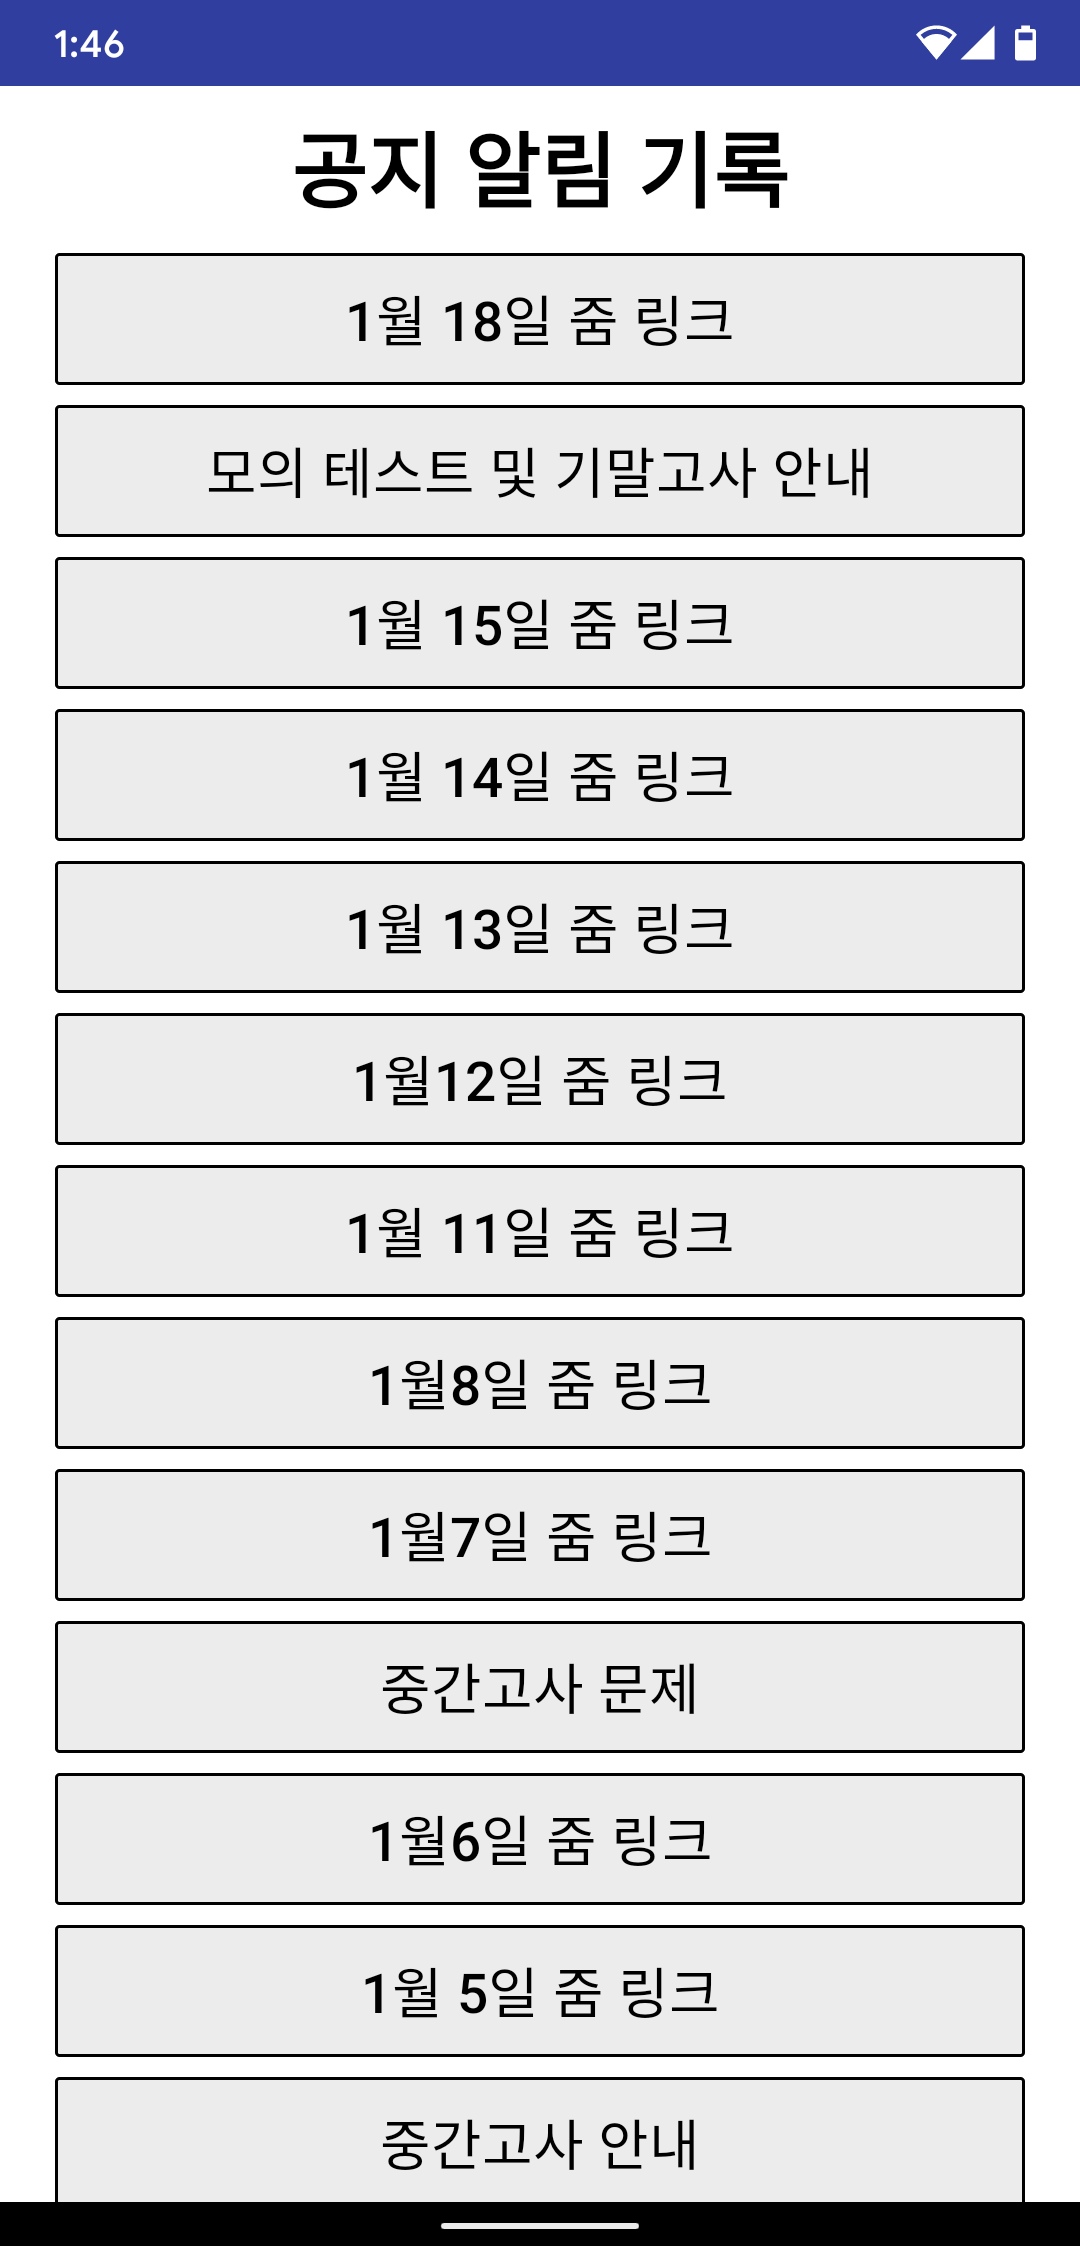 1:46
공지 알림 기록
1월 18일 줌 링크
모의 테스트 및 기말고사 안내
1월 15일 줌 링크
1월 14일 줌 링크
1월 13일 줌 링크
1월12일 줌 링크
1월 11일 줌 링크
1월8일 줌 링크
1월7일 줌 링크
중간고사 문제
1월6일 줌 링크
1월 5일 줌 링크
중간고사 안내